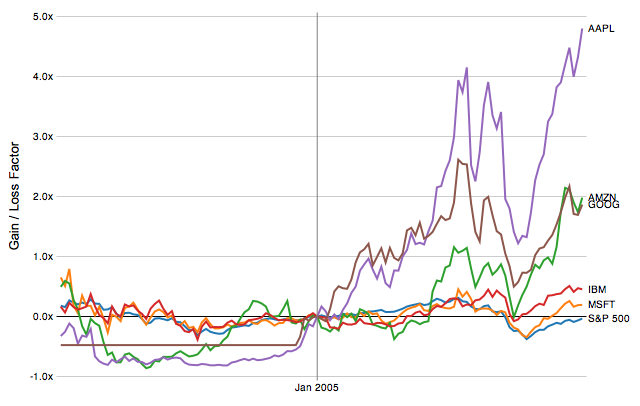 5.0x
AAPL
4.0x
3.0x
Gain / Loss Factor
2.0x
AMZN
GOOG
1.0x
IBM
MSFT
0.0x
S&P 500
-1.0x
Jan 2005